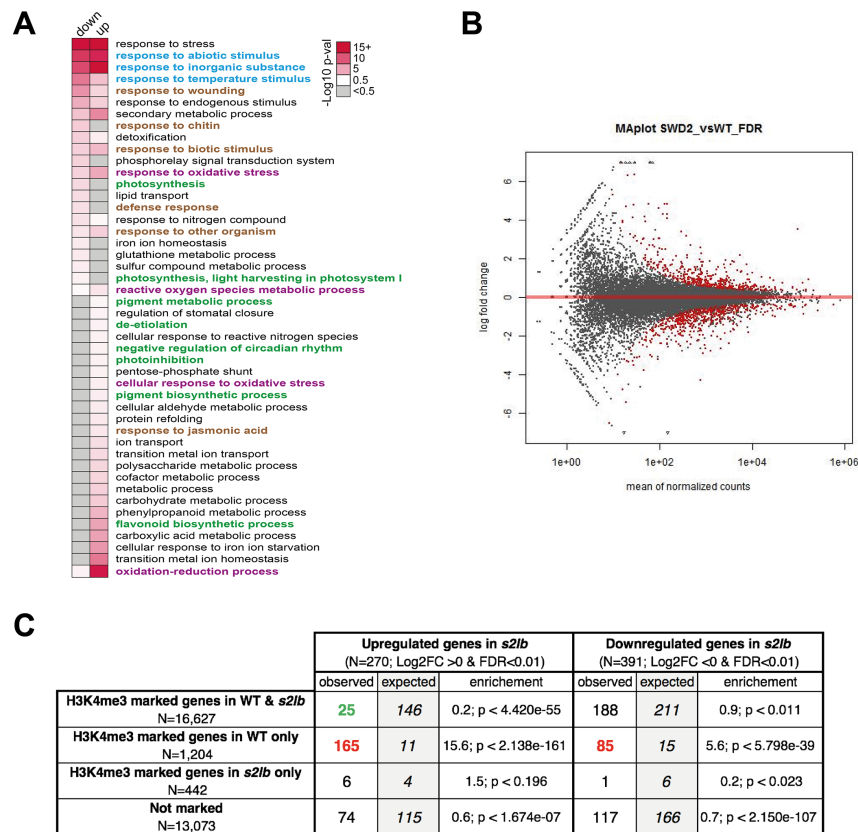 A
down
up
-Log10 p-val
15+
10
5
0.5
<0.5
response to stress
response to abiotic stimulus
response to inorganic substance
response to temperature stimulus
response to wounding
response to endogenous stimulus
secondary metabolic process
response to chitin
detoxification
response to biotic stimulus
phosphorelay signal transduction system
response to oxidative stress
photosynthesis
lipid transport
defense response
response to nitrogen compound
response to other organism
iron ion homeostasis
glutathione metabolic process
sulfur compound metabolic process
photosynthesis, light harvesting in photosystem I
reactive oxygen species metabolic process
pigment metabolic process
regulation of stomatal closure
de-etiolation
cellular response to reactive nitrogen species
negative regulation of circadian rhythm
photoinhibition
pentose-phosphate shunt
cellular response to oxidative stress
pigment biosynthetic process
cellular aldehyde metabolic process
protein refolding
response to jasmonic acid
ion transport
transition metal ion transport
polysaccharide metabolic process
cofactor metabolic process
metabolic process
carbohydrate metabolic process
phenylpropanoid metabolic process
flavonoid biosynthetic process
carboxylic acid metabolic process
cellular response to iron ion starvation
transition metal ion homeostasis
oxidation-reduction process
B
MAplot SWD2_vsWT_FDR
log fold change
6
4
2
0
-2
-4
-6
1e+00 1e+02 1e+04 1e+06
mean of normalized counts
C
Upregulated genes in s2lb Downregulated genes in s2lb
(N=270; Log2FC >0 & FDR<0.01) (N=391; Log2FC <0 & FDR<0.01)
observed expected enrichement observed expected enrichement
H3K4me3 marked genes in WT & s2lb
N=16,627
25 146 0.2; p < 4.420e-55 188 211 0.9; p < 0.011
H3K4me3 marked genes in WT only
N=1,204
165 11 15.6; p < 2.138e-161 85 15 5.6; p < 5.798e-39
H3K4me3 marked genes in s2lb only
N=442
6 4 1.5; p < 0.196 1 6 0.2; p < 0.023
Not marked
N=13,073
74 115 0.6; p < 1.674e-07 117 166 0.7; p < 2.150e-107